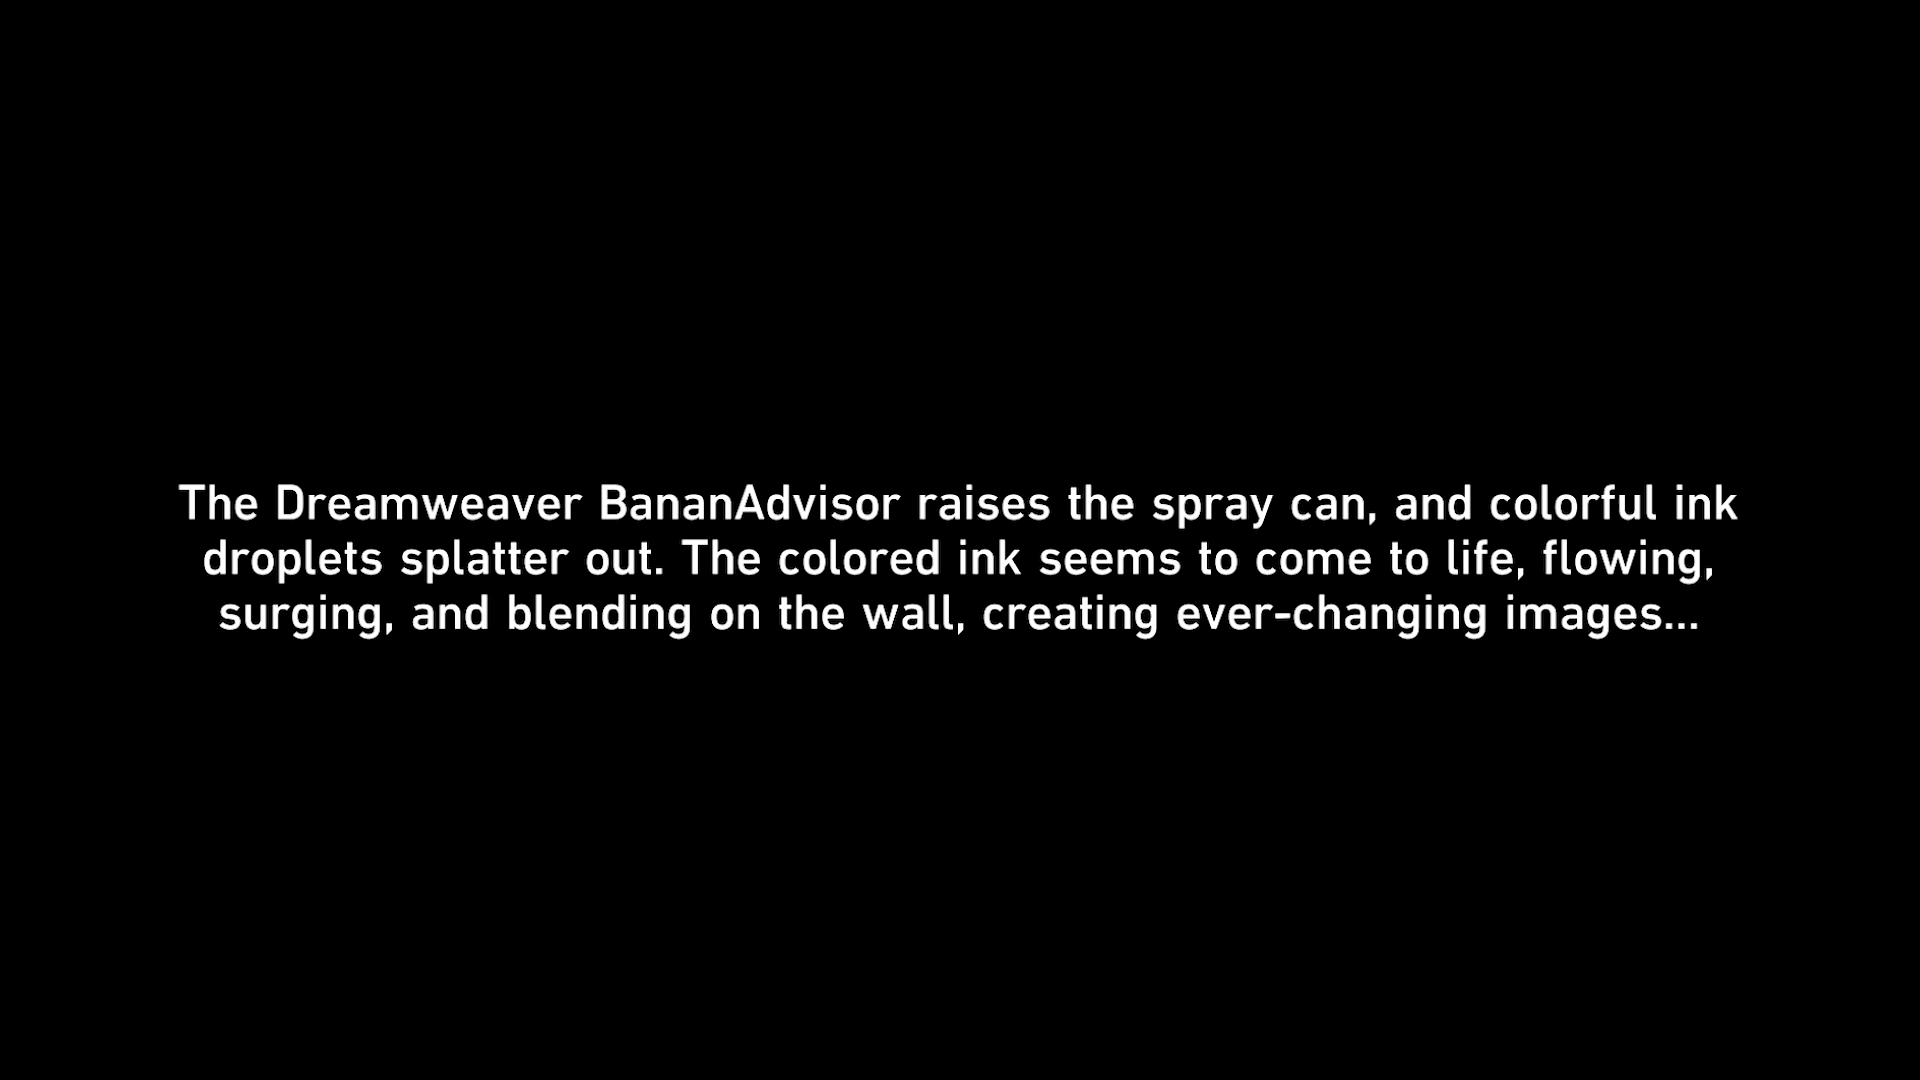 The Dreamweaver BananAdvisor raises the spray can, and colorful ink
droplets splatter out. The colored ink seems to come to life, flowing,
surging, and blending on the wall, creating ever-changing images...